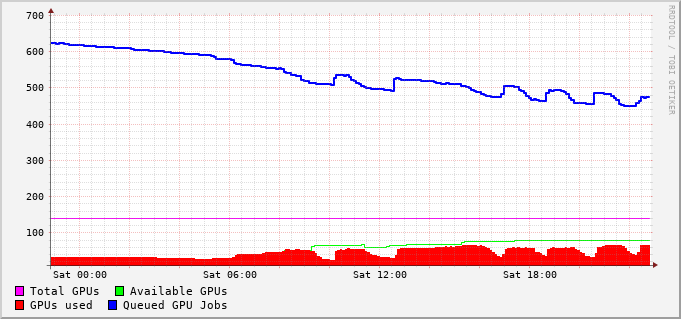 700
600
500
400
300
200
100
Sat 00:00 Sat 06:00 Sat 12:00 Sat 18:00
Total GPUs Available GPUs
GPUs used Queued GPU Jobs
RRDTOOL / TOBI OETIKER